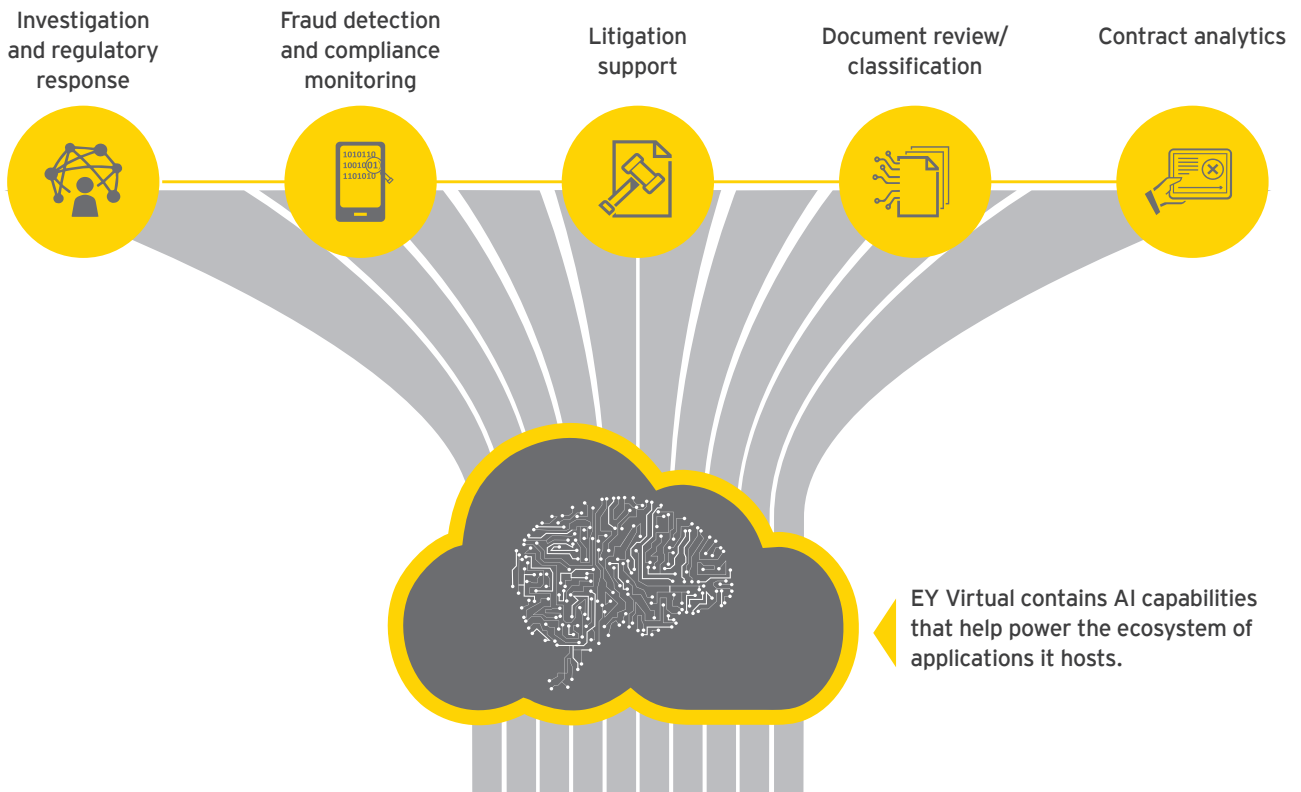 Investigation
and regulatory
response
Fraud detection
and compliance
monitoring
Litigation
support
Document review/
classification
Contract analytics
1010110
1001001
1101010
EY Virtual contains AI capabilities
that help power the ecosystem of
applications it hosts.